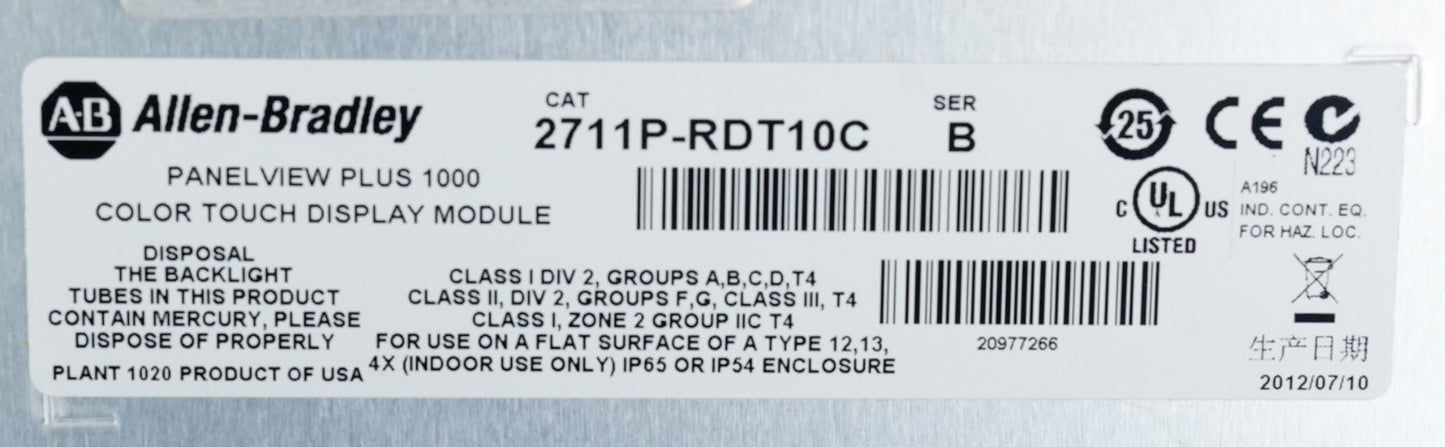 A-B Allen-Bradley
CAT
2711P-RDT10C
SER
B
25
CE
N223
PANELVIEW PLUS 1000
COLOR TOUCH DISPLAY MODULE
C UL US
LISTED
A196
IND. CONT. EQ.
FOR HAZ. LOC.
DISPOSAL
THE BACKLIGHT
TUBES IN THIS PRODUCT
CONTAIN MERCURY, PLEASE
DISPOSE OF PROPERLY
PLANT 1020 PRODUCT OF USA
CLASS I DIV 2, GROUPS A,B,C,D,T4
CLASS II, DIV 2, GROUPS F,G, CLASS III, T4
CLASS I, ZONE 2 GROUP IIC T4
FOR USE ON A FLAT SURFACE OF A TYPE 12,13,
4X (INDOOR USE ONLY) IP65 OR IP54 ENCLOSURE
20977266
生产日期
2012/07/10